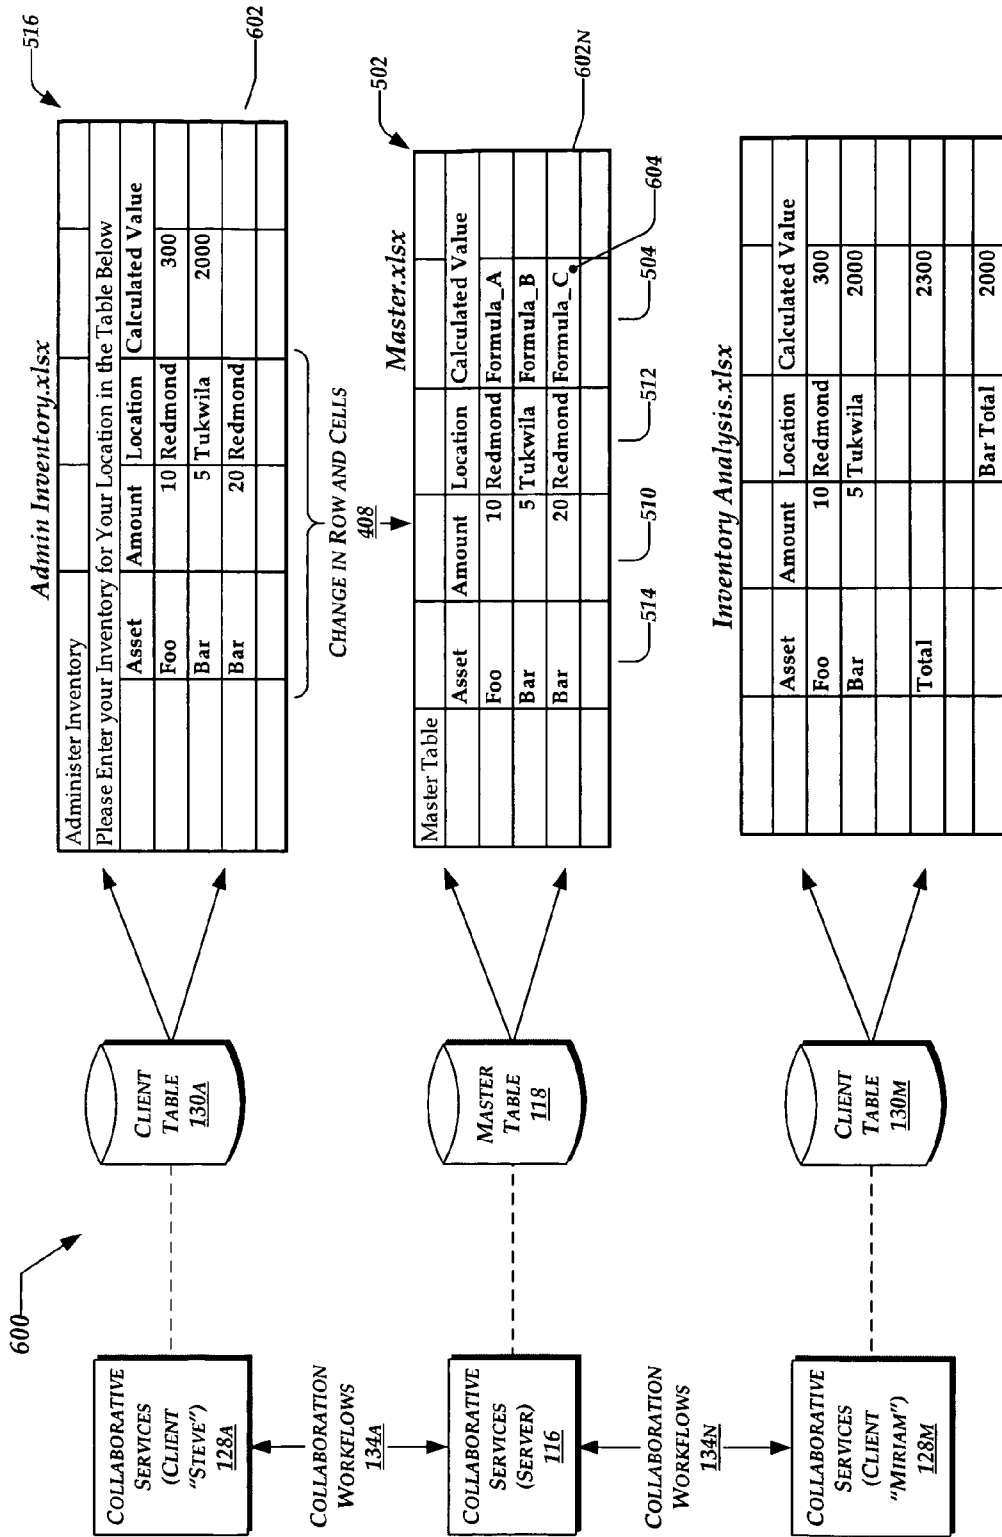 600
COLLABORATIVE
SERVICES
(CLIENT
"STEVE")
128A
COLLABORATION
WORKFLOWS
134A
COLLABORATIVE
SERVICES
(SERVER)
116
COLLABORATION
WORKFLOWS
134N
COLLABORATIVE
SERVICES
(CLIENT
"MIRIAM")
128M
CLIENT
TABLE
130A
MASTER
TABLE
118
CLIENT
TABLE
130M
Admin Inventory.xlsx
516
Administer Inventory
Please Enter your Inventory for Your Location in the Table Below
Asset Amount Location Calculated Value
Foo 10 Redmond 300
Bar 5 Tukwila 2000
Bar 20 Redmond
602
CHANGE IN ROW AND CELLS
408
Master.xlsx
502
Master Table
Asset Amount Location Calculated Value
Foo 10 Redmond Formula_A
Bar 5 Tukwila Formula_B
Bar 20 Redmond Formula_C
602N
604
514 510 512 504
Inventory Analysis.xlsx
Asset Amount Location Calculated Value
Foo 10 Redmond 300
Bar 5 Tukwila 2000
Total 2300
Bar Total 2000